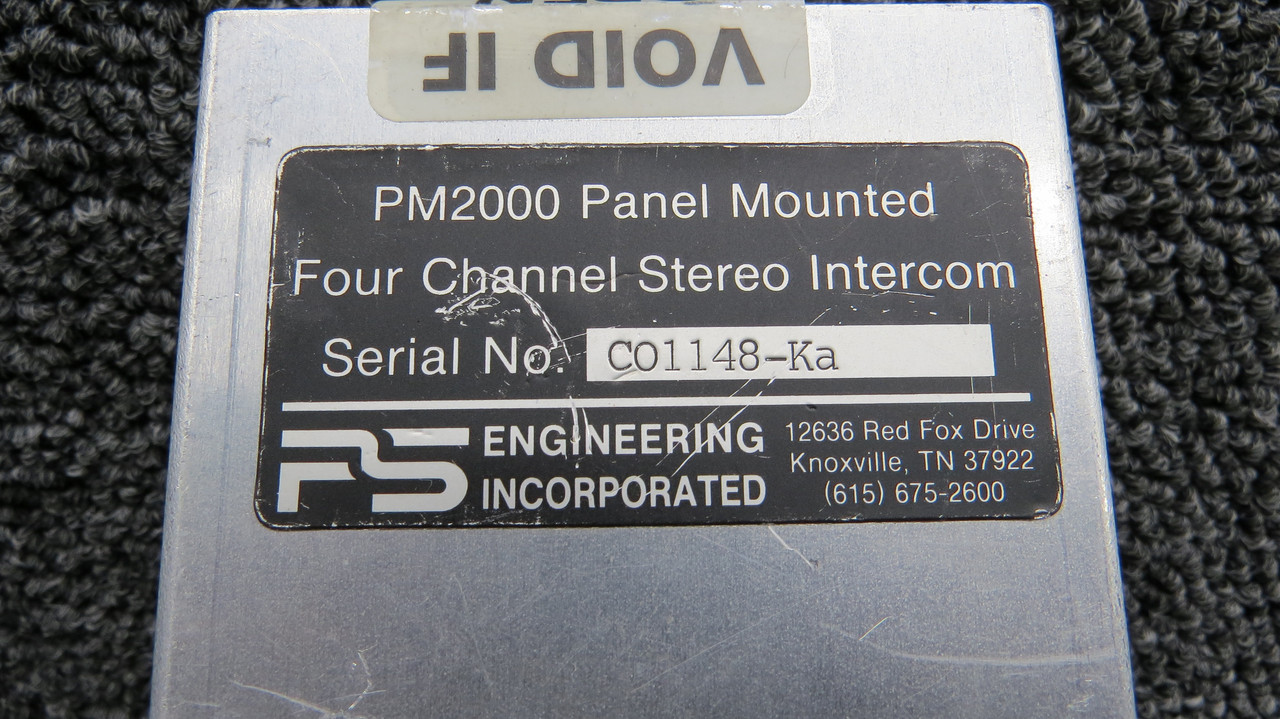 VOID IF
PM2000 Panel Mounted
Four Channel Stereo Intercom
Serial No. CO1148-Ka
PS ENGINEERING
INCORPORATED
12636 Red Fox Drive
Knoxville, TN 37922
(615) 675-2600